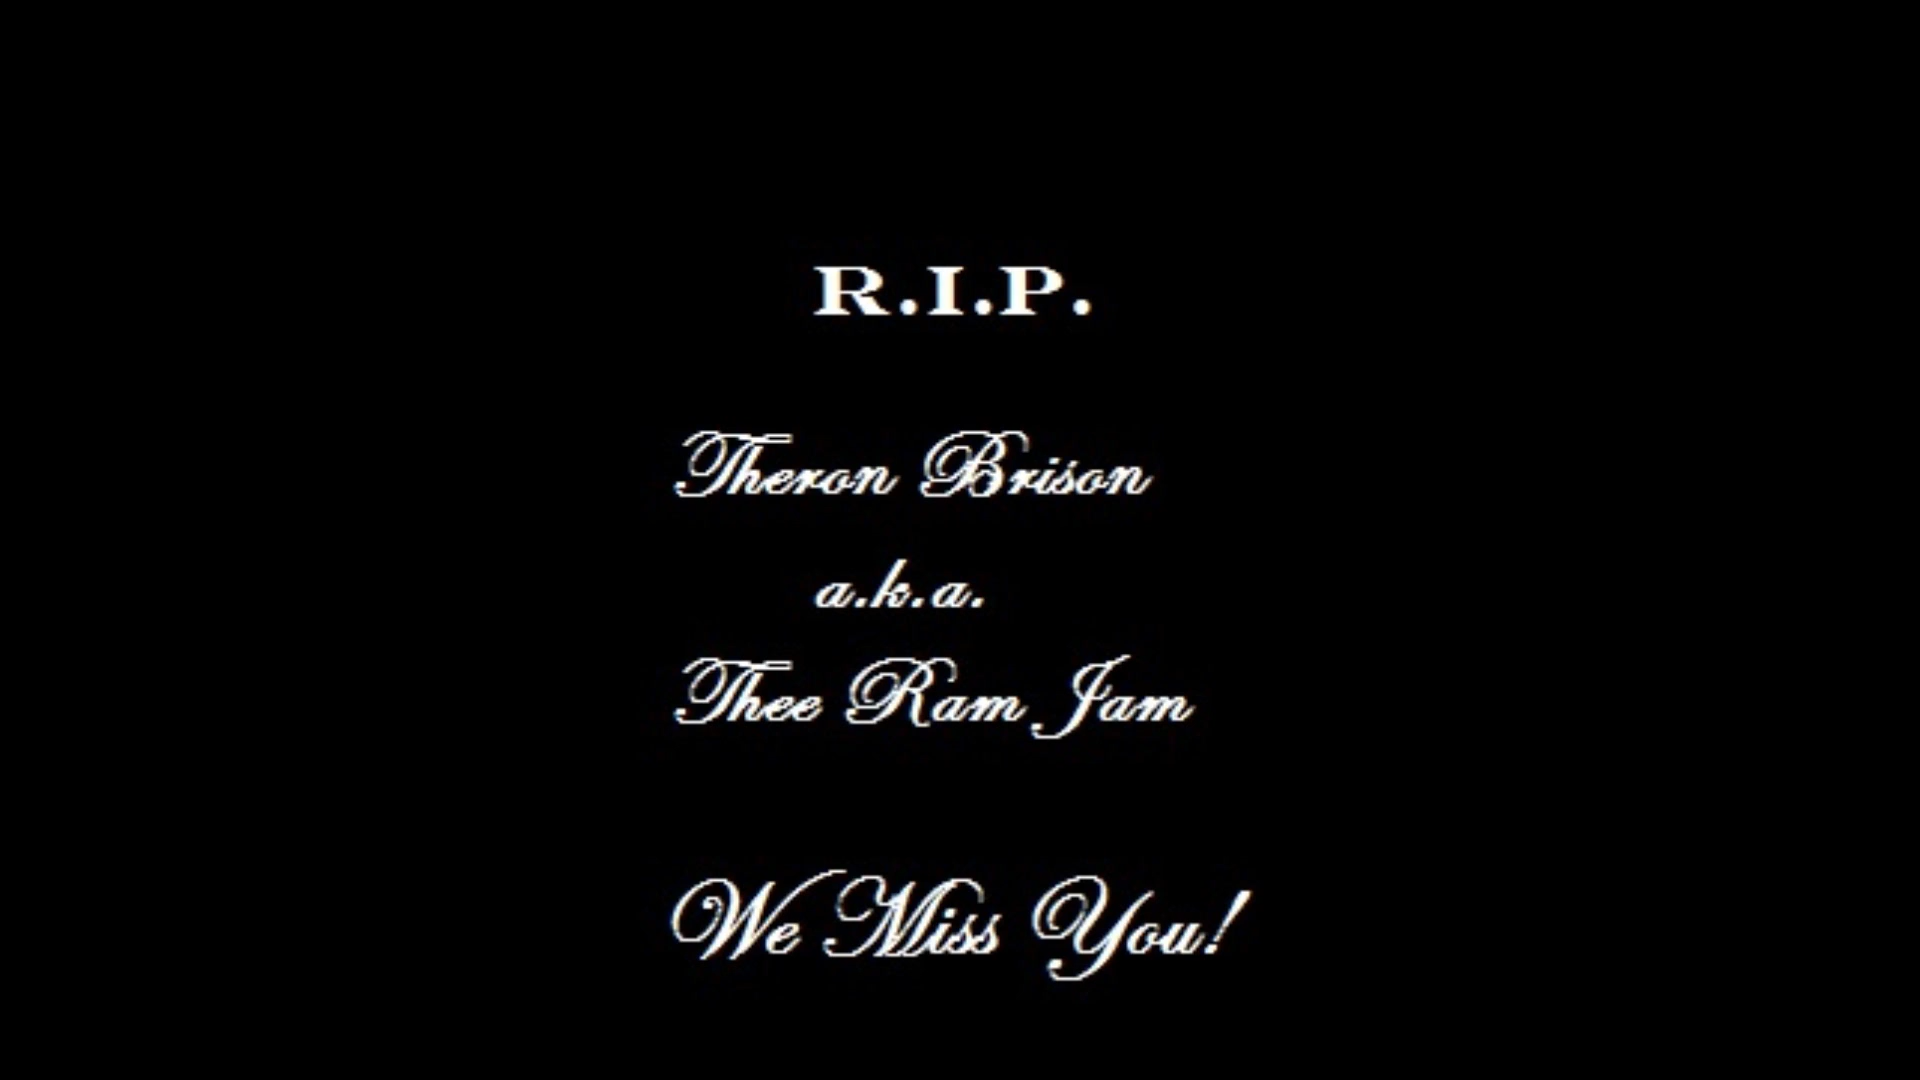 R.I.P.
Theron Brison
a.k.a.
Thee Ram Jam
We Miss You!